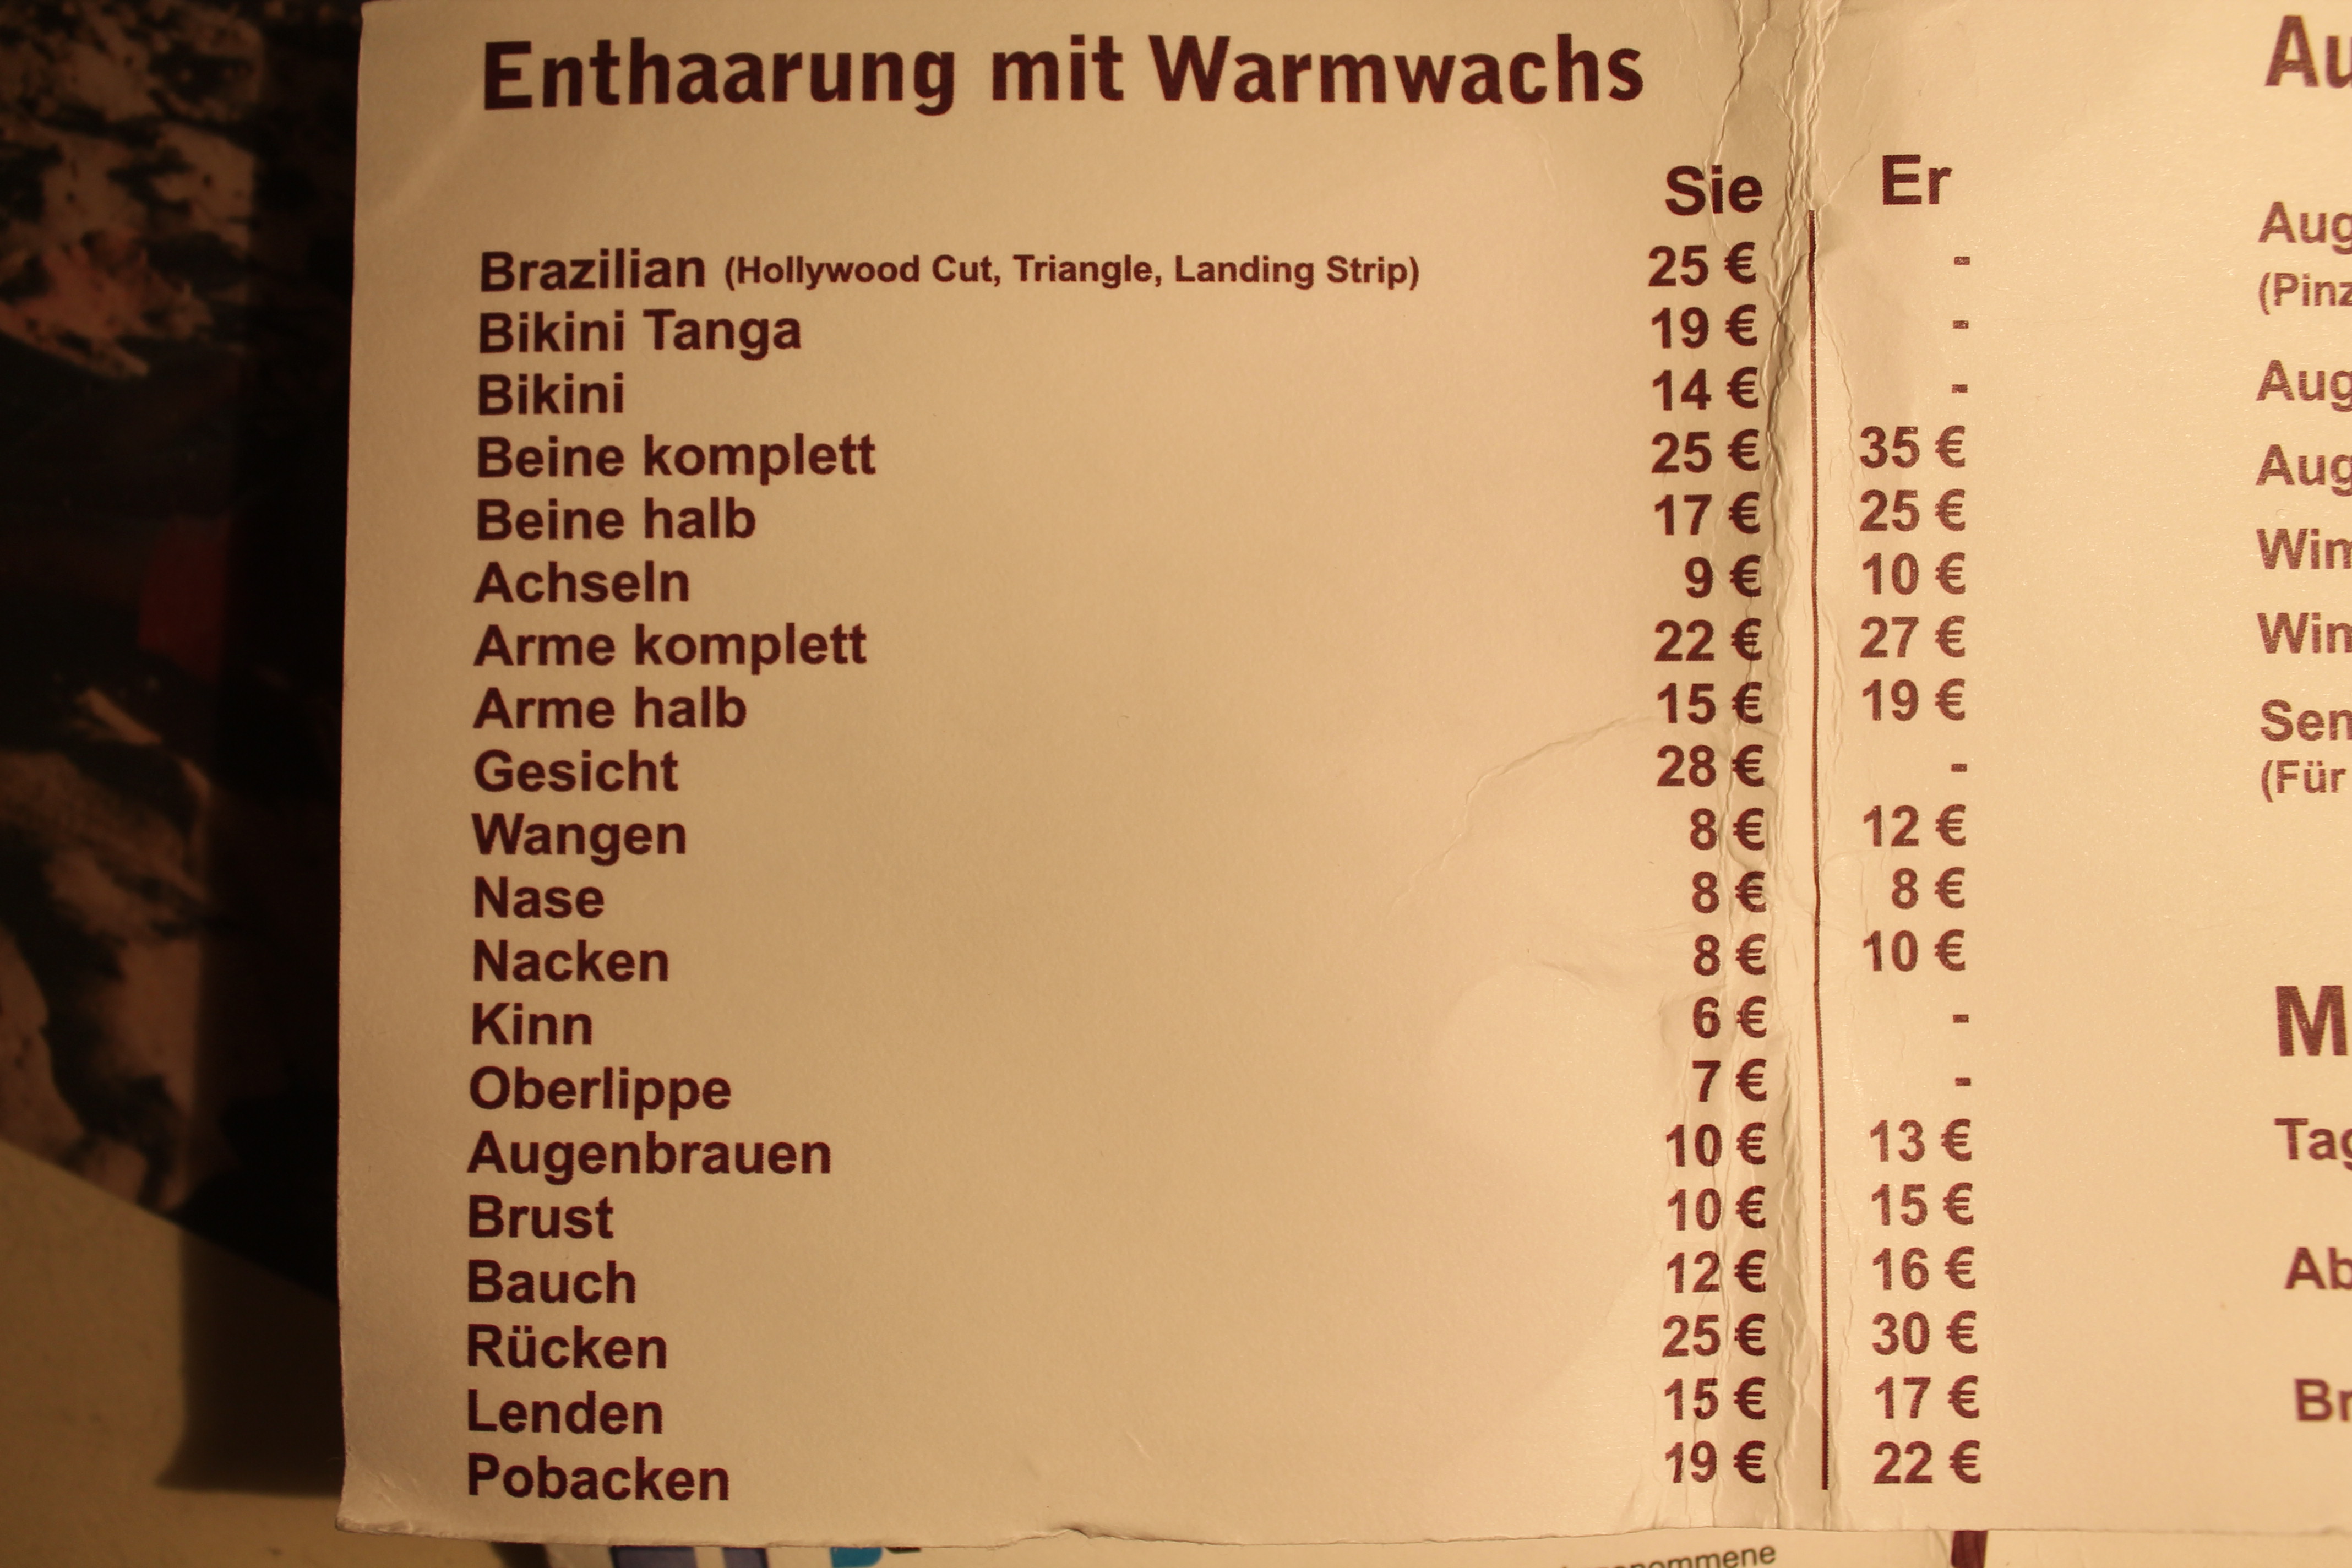 Enthaarung mit Warmwachs
Sie Er
Brazilian (Hollywood Cut, Triangle, Landing Strip) 25 € -
Bikini Tanga 19 € -
Bikini 14 € -
Beine komplett 25 € 35 €
Beine halb 17 € 25 €
Achseln 9 € 10 €
Arme komplett 22 € 27 €
Arme halb 15 € 19 €
Gesicht 28 € -
Wangen 8 € 12 €
Nase 8 € 8 €
Nacken 8 € 10 €
Kinn 6 € -
Oberlippe 7 € -
Augenbrauen 10 € 13 €
Brust 10 € 15 €
Bauch 12 € 16 €
Rücken 25 € 30 €
Lenden 15 € 17 €
Pobacken 19 € 22 €
(Für